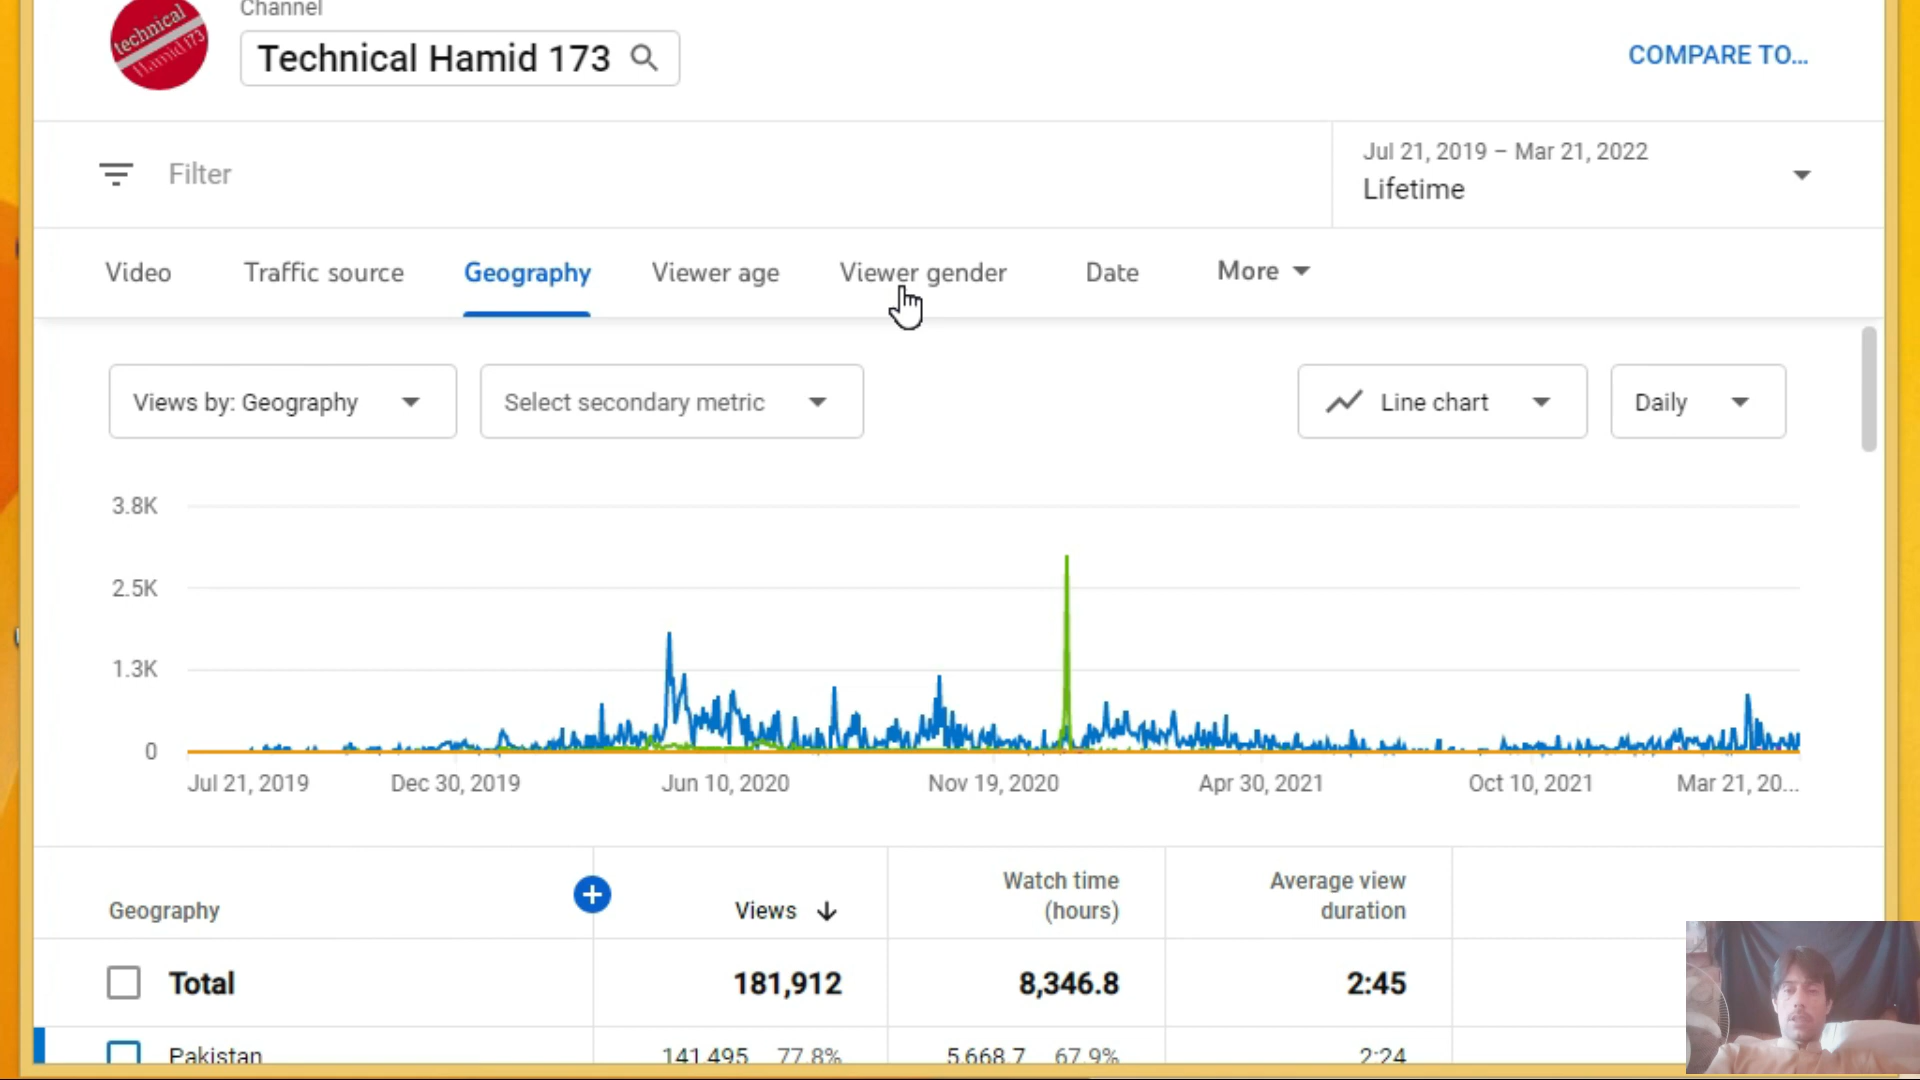 Channel
technical
Hamid 173
Technical Hamid 173
COMPARE TO...
Filter
Jul 21, 2019 – Mar 21, 2022
Lifetime
Video Traffic source Geography Viewer age Viewer gender Date More
Views by: Geography Select secondary metric Line chart Daily
3.8K
2.5K
1.3K
0
Jul 21, 2019 Dec 30, 2019 Jun 10, 2020 Nov 19, 2020 Apr 30, 2021 Oct 10, 2021 Mar 21, 20...
Geography Views Watch time (hours) Average view duration
Total 181,912 8,346.8 2:45
Pakistan 141,495 77.8% 5,668.7 67.9% 2:24